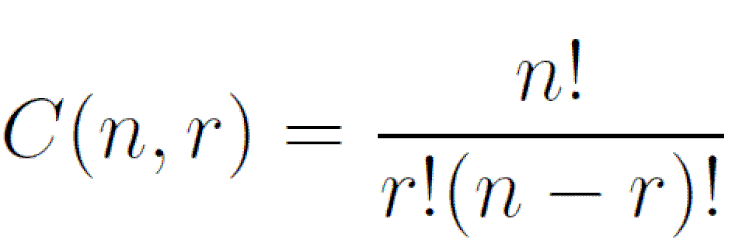 C(n, r) = n! / r!(n − r)!